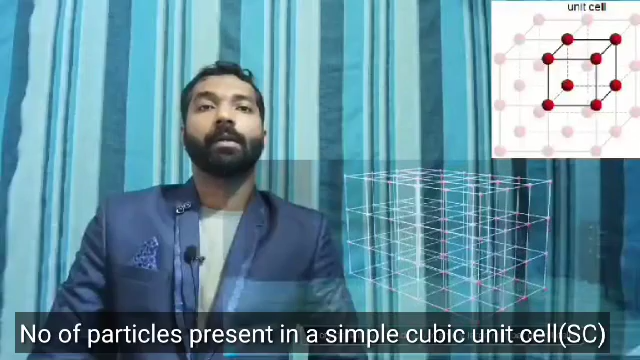 unit cell
No of particles present in a simple cubic unit cell(SC)